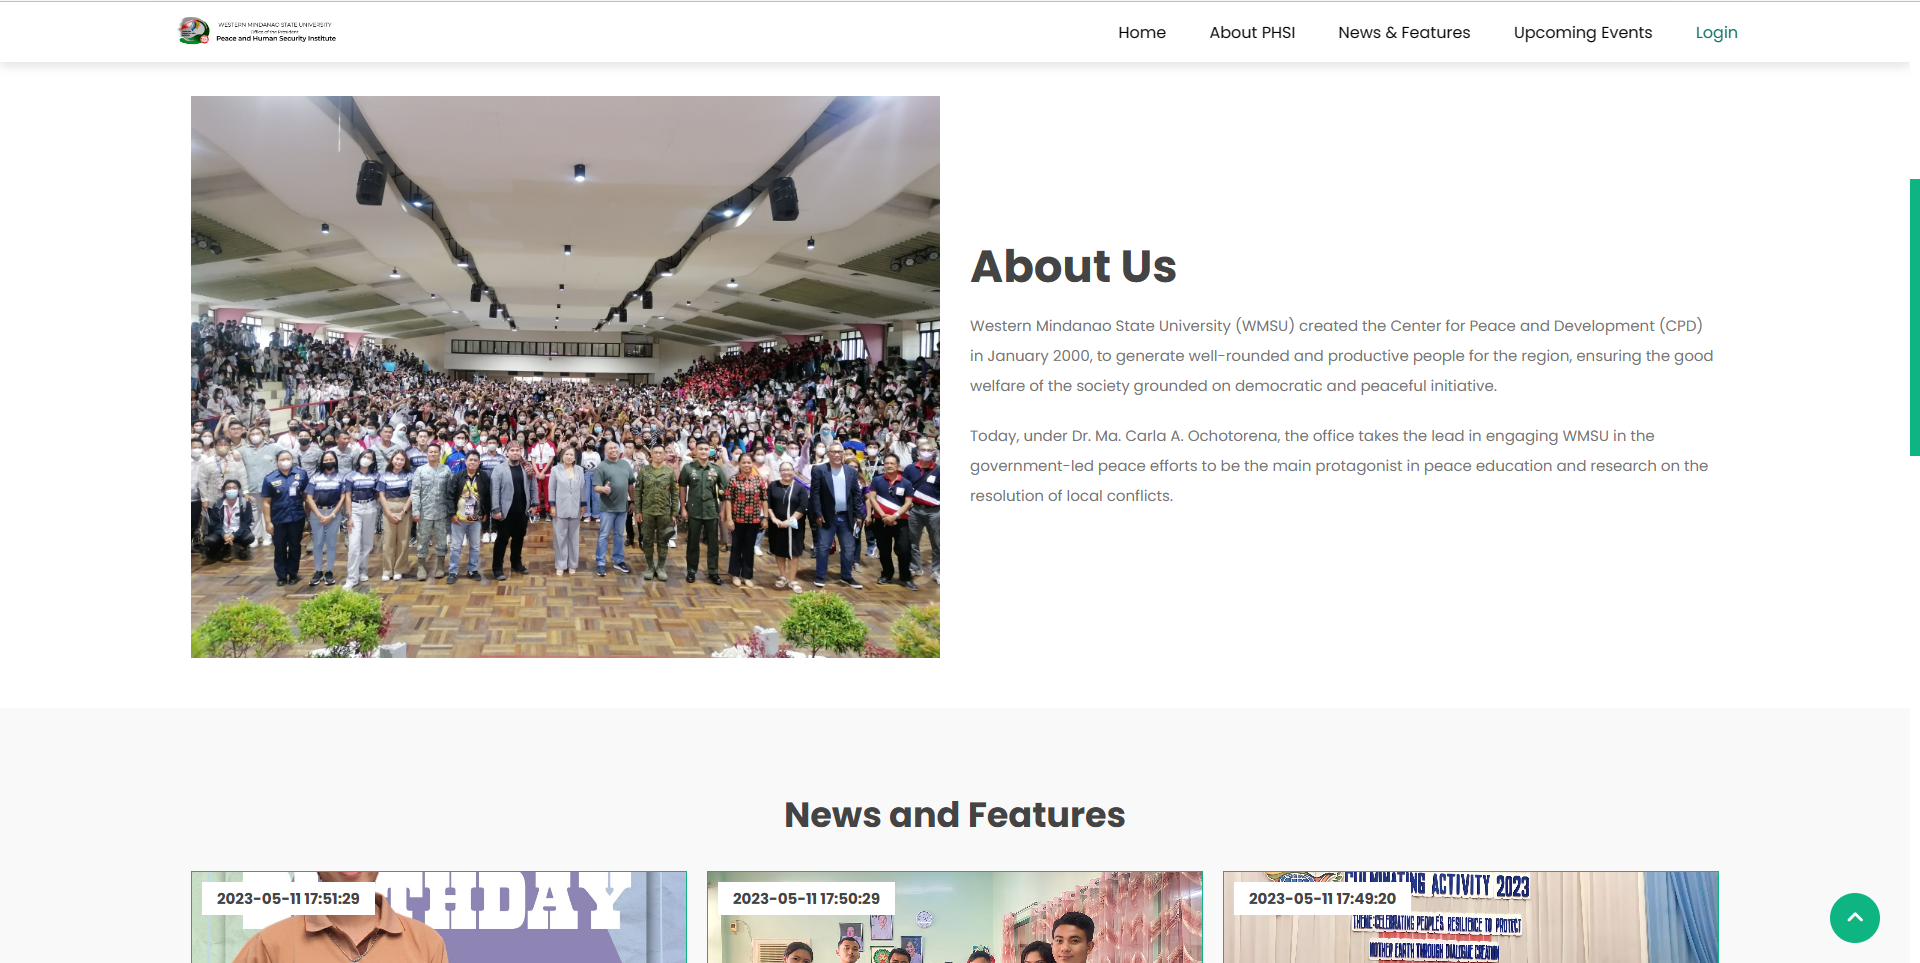 WESTERN MINDANAO STATE UNIVERSITY
Office of the President
Peace and Human Security Institute
Home
About PHSI
News & Features
Upcoming Events
Login
About Us
Western Mindanao State University (WMSU) created the Center for Peace and Development (CPD)
in January 2000, to generate well-rounded and productive people for the region, ensuring the good
welfare of the society grounded on democratic and peaceful initiative.
Today, under Dr. Ma. Carla A. Ochotorena, the office takes the lead in engaging WMSU in the
government-led peace efforts to be the main protagonist in peace education and research on the
resolution of local conflicts.
News and Features
2023-05-11 17:51:29
THDAY
2023-05-11 17:50:29
2023-05-11 17:49:20
ACTIVITY 2023
THEME: CELEBRATING PEOPLE'S RESILIENCE TO PROTECT
MOTHER EARTH THROUGH DIALOGUE CREATION